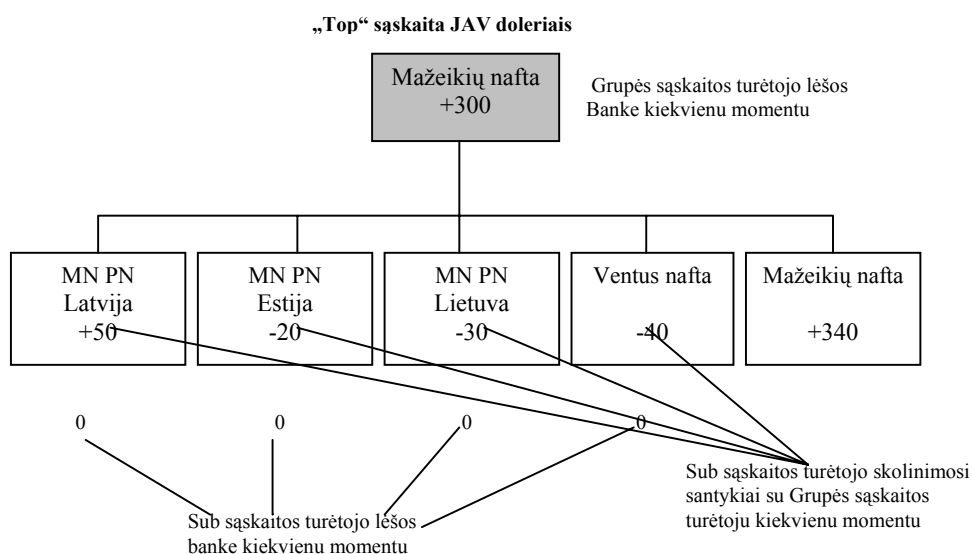 „Top“ sąskaita JAV doleriais
Mažeikių nafta
+300
Grupės sąskaitos turėtojo lėšos
Banke kiekvienu momentu
MN PN
Latvija
+50
MN PN
Estija
-20
MN PN
Lietuva
-30
Ventus nafta
-40
Mažeikių nafta
+340
0
0
0
0
Sub sąskaitos turėtojo skolinimosi
santykiai su Grupės sąskaitos
turėtoju kiekvienu momentu
Sub sąskaitos turėtojo lėšos
banke kiekvienu momentu